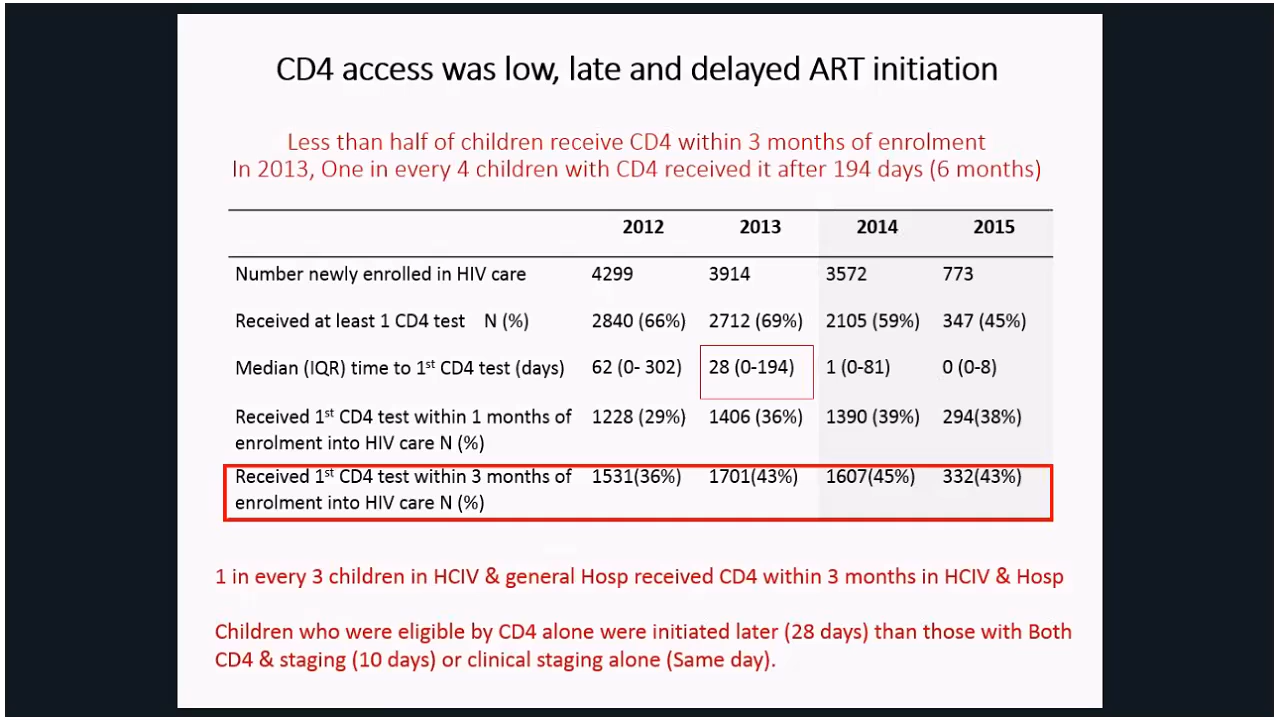 CD4 access was low, late and delayed ART initiation
Less than half of children receive CD4 within 3 months of enrolment
In 2013, One in every 4 children with CD4 received it after 194 days (6 months)
2012 2013 2014 2015
Number newly enrolled in HIV care 4299 3914 3572 773
Received at least 1 CD4 test N (%) 2840 (66%) 2712 (69%) 2105 (59%) 347 (45%)
Median (IQR) time to 1st CD4 test (days) 62 (0- 302) 28 (0-194) 1 (0-81) 0 (0-8)
Received 1st CD4 test within 1 months of 1228 (29%) 1406 (36%) 1390 (39%) 294(38%)
enrolment into HIV care N (%)
Received 1st CD4 test within 3 months of 1531(36%) 1701(43%) 1607(45%) 332(43%)
enrolment into HIV care N (%)
1 in every 3 children in HCIV & general Hosp received CD4 within 3 months in HCIV & Hosp
Children who were eligible by CD4 alone were initiated later (28 days) than those with Both
CD4 & staging (10 days) or clinical staging alone (Same day).